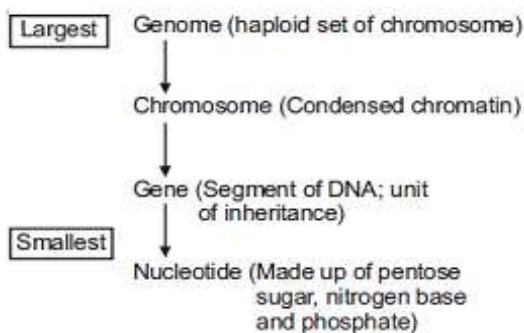 Largest
Genome (haploid set of chromosome)
Chromosome (Condensed chromatin)
Gene (Segment of DNA; unit
of inheritance)
Smallest
Nucleotide (Made up of pentose
sugar, nitrogen base
and phosphate)